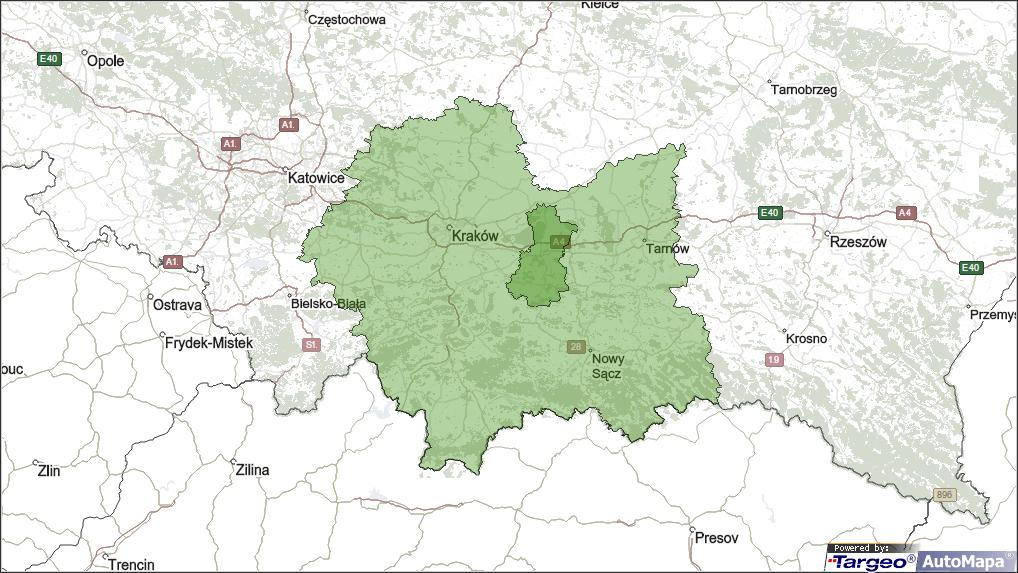 Kielce
Częstochowa
E40
Opole
Tarnobrzeg
A1.
A1.
Katowice
E40
A4
Kraków
A4
Tarnów
Rzeszów
A1.
E40
Ostrava
Bielsko-Biała
Przemyś
Frydek-Mistek
S1.
Krosno
28
Nowy
Sącz
19
ouc
Zlin
Zilina
896
Presov
Trencin
Powered by:
Targeo®
AutoMapa®